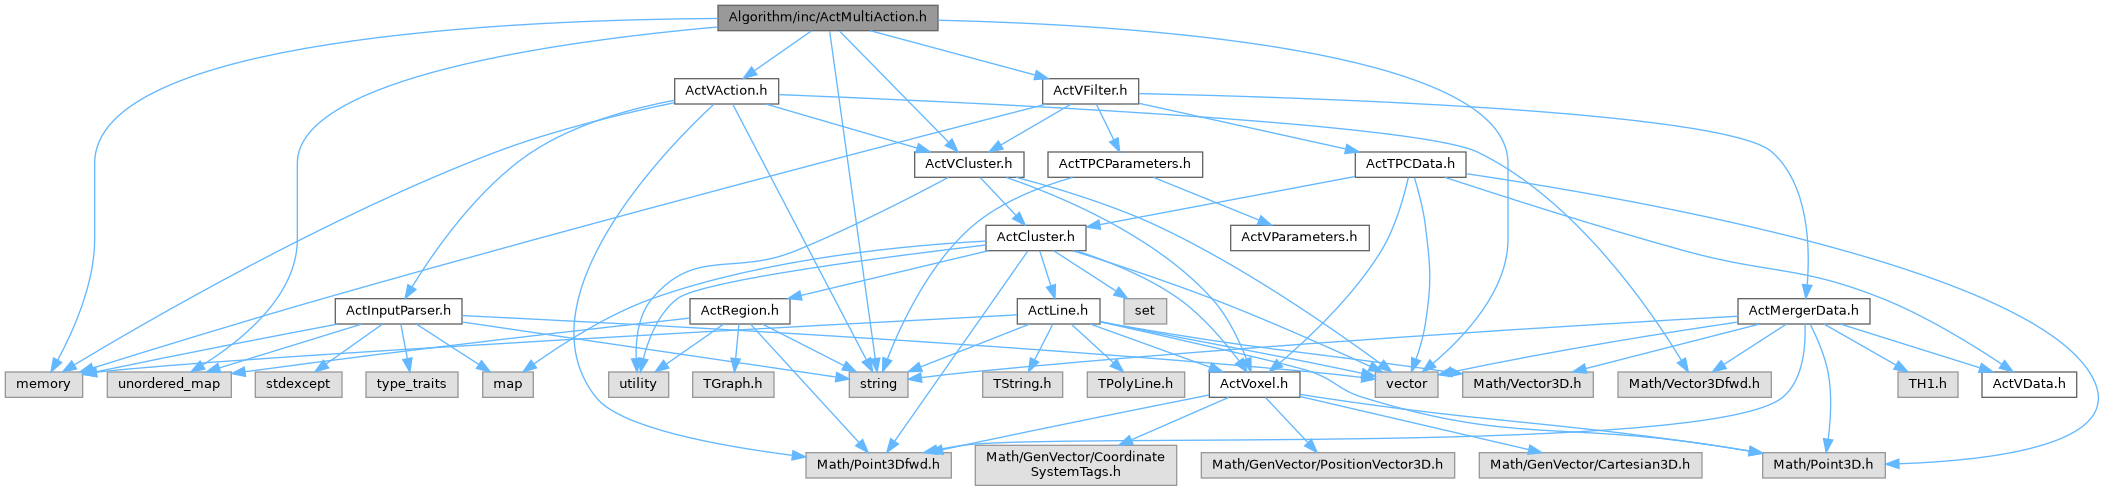 Algorithm/inc/ActMultiAction.h
ActVAction.h
ActVFilter.h
ActVCluster.h
ActTPCParameters.h
ActTPCData.h
ActCluster.h
ActVParameters.h
ActInputParser.h
ActRegion.h
ActLine.h
set
ActMergerData.h
memory
unordered_map
stdexcept
type_traits
map
utility
TGraph.h
string
TString.h
TPolyLine.h
ActVoxel.h
vector
Math/Vector3D.h
Math/Vector3Dfwd.h
TH1.h
ActVData.h
Math/Point3Dfwd.h
Math/GenVector/Coordinate
SystemTags.h
Math/GenVector/PositionVector3D.h
Math/GenVector/Cartesian3D.h
Math/Point3D.h